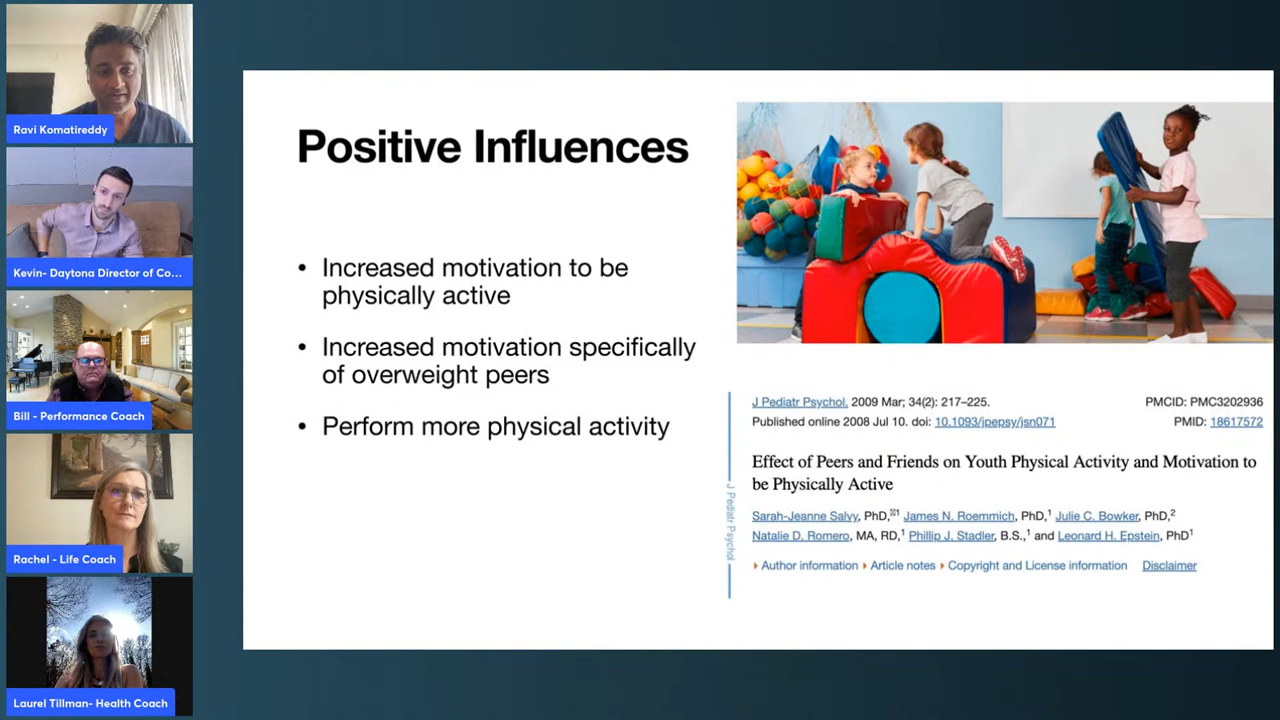 Ravi Komatireddy
Kevin- Daytona Director of Co...
Bill - Performance Coach
Rachel - Life Coach
Laurel Tillman- Health Coach
Positive Influences
• Increased motivation to be
physically active
• Increased motivation specifically
of overweight peers
• Perform more physical activity
J Pediatr Psychol
J Pediatr Psychol. 2009 Mar; 34(2): 217–225.
PMCID: PMC3202936
Published online 2008 Jul 10. doi: 10.1093/jpepsy/jsn071
PMID: 18617572
Effect of Peers and Friends on Youth Physical Activity and Motivation to
be Physically Active
Sarah-Jeanne Salvy, PhD,✉1 James N. Roemmich, PhD,1 Julie C. Bowker, PhD,2
Natalie D. Romero, MA, RD,1 Phillip J. Stadler, B.S.,1 and Leonard H. Epstein, PhD1
Author information Article notes Copyright and License information Disclaimer